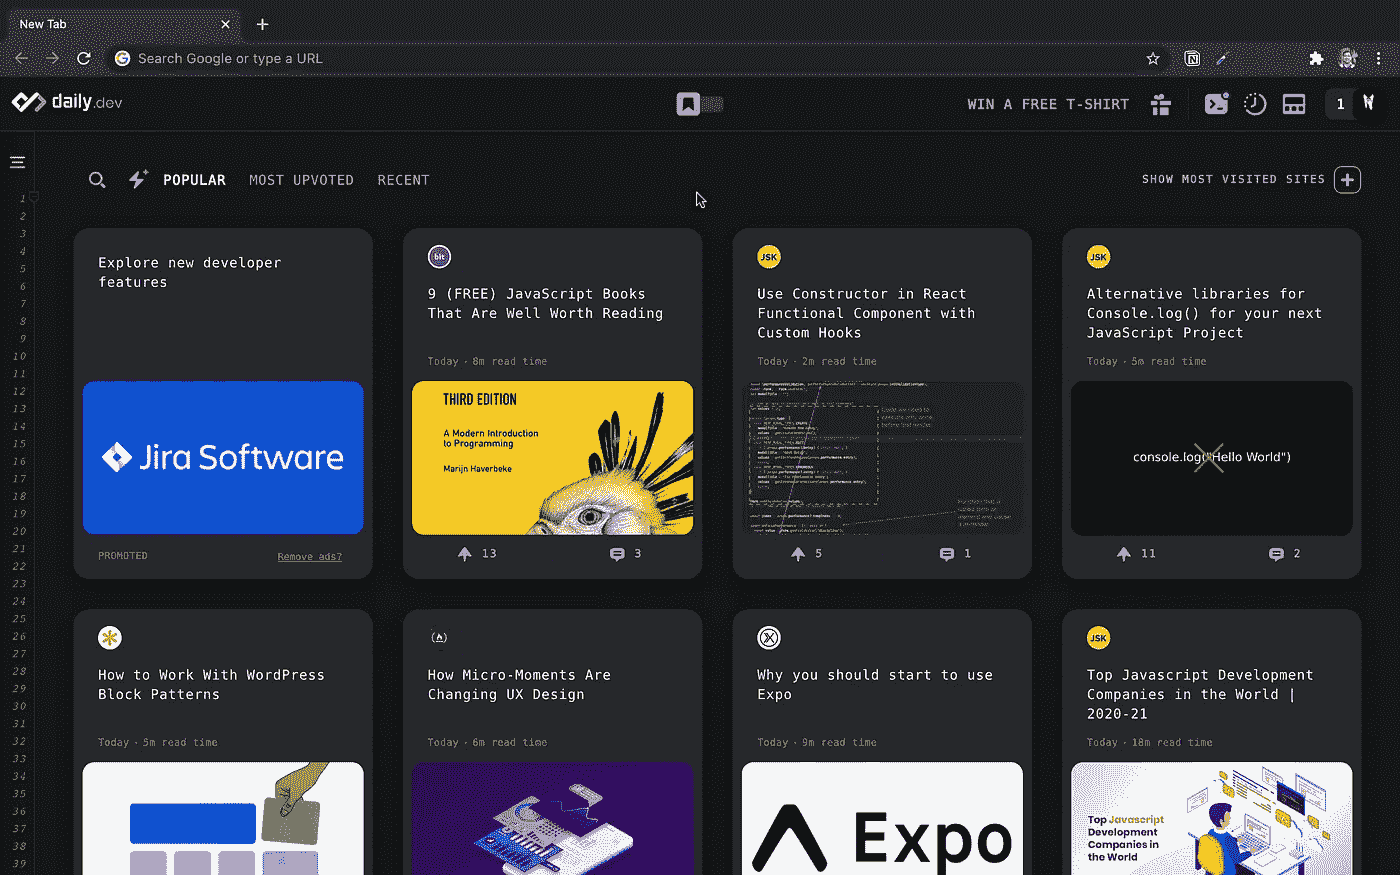 New Tab
Search Google or type a URL
daily.dev
WIN A FREE T-SHIRT
1
POPULAR
MOST UPVOTED
RECENT
SHOW MOST VISITED SITES
1
2
3
4
5
6
7
8
9
10
11
12
13
14
15
16
17
18
19
20
21
22
23
24
25
26
27
28
29
30
31
32
33
34
35
36
37
38
39
Explore new developer
features
Jira Software
PROMOTED
Remove ads?
bit
9 (FREE) JavaScript Books
That Are Well Worth Reading
Today · 8m read time
THIRD EDITION
A Modern Introduction
to Programming
Marijn Haverbeke
13
3
JSK
Use Constructor in React
Functional Component with
Custom Hooks
Today · 2m read time
5
1
JSK
Alternative libraries for
Console.log() for your next
JavaScript Project
Today · 5m read time
console.log("Hello World")
11
2
How to Work With WordPress
Block Patterns
Today · 5m read time
How Micro-Moments Are
Changing UX Design
Today · 6m read time
Why you should start to use
Expo
Today · 9m read time
Expo
JSK
Top Javascript Development
Companies in the World |
2020-21
Today · 18m read time
Top Javascript
Development
Companies in
the World